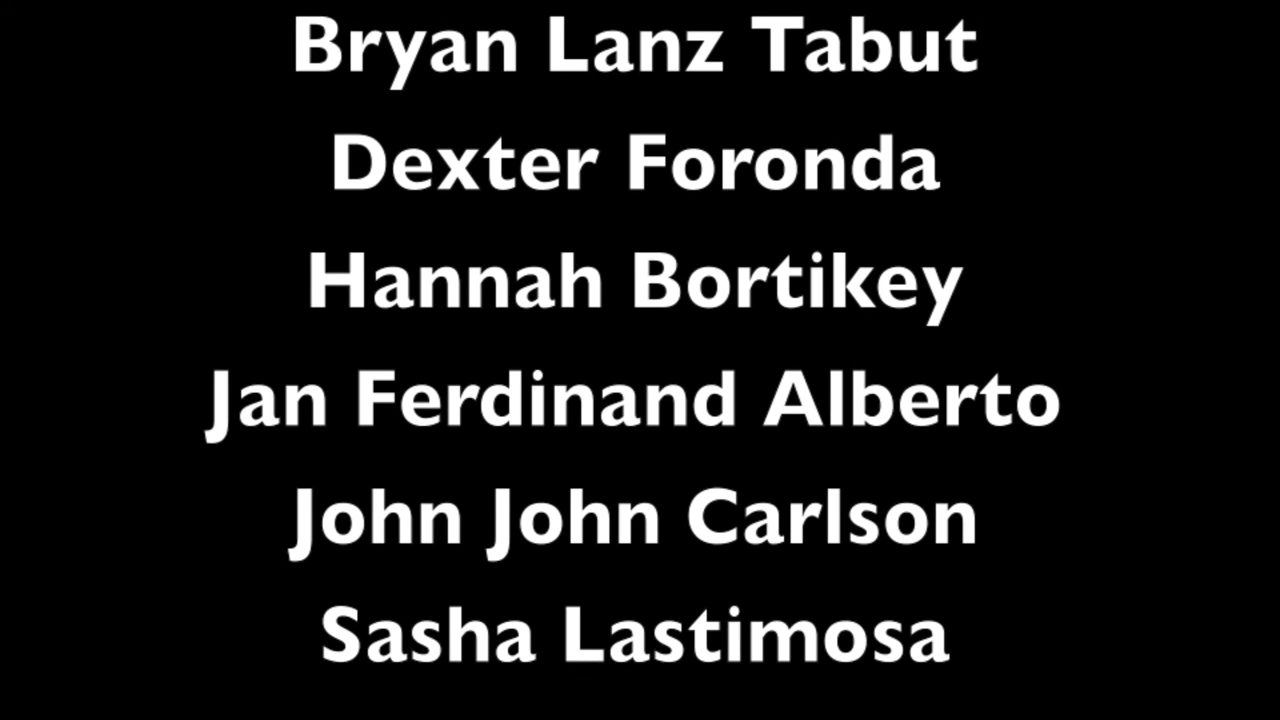 Bryan Lanz Tabut
Dexter Foronda
Hannah Bortikey
Jan Ferdinand Alberto
John John Carlson
Sasha Lastimosa